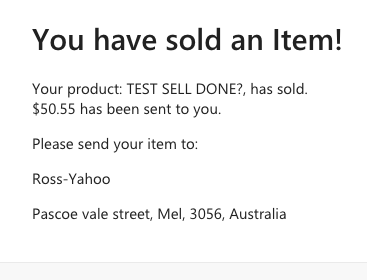 You have sold an Item!
Your product: TEST SELL DONE?, has sold.
$50.55 has been sent to you.
Please send your item to:
Ross-Yahoo
Pascoe vale street, Mel, 3056, Australia